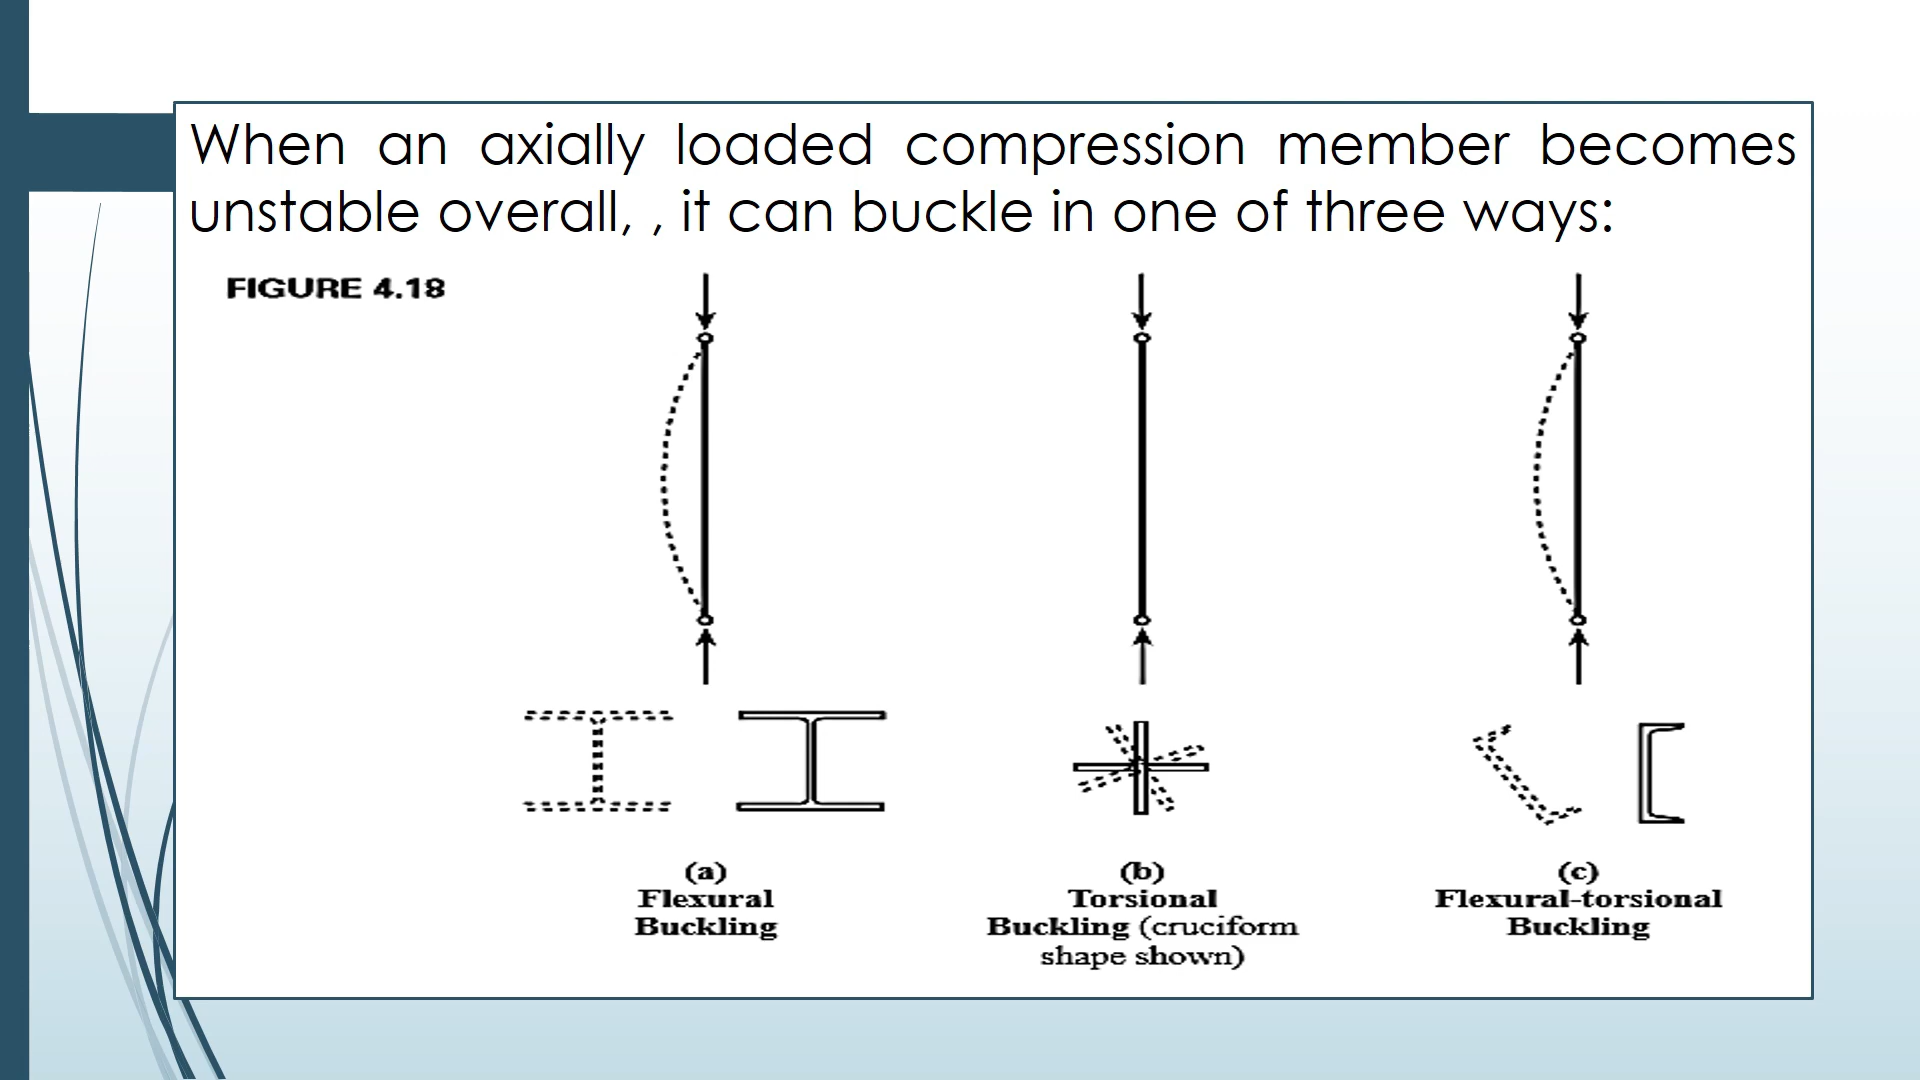 When an axially loaded compression member becomes
unstable overall, , it can buckle in one of three ways:
FIGURE 4.18
(a)
Flexural
Buckling
(b)
Torsional
Buckling (cruciform
shape shown)
(c)
Flexural-torsional
Buckling